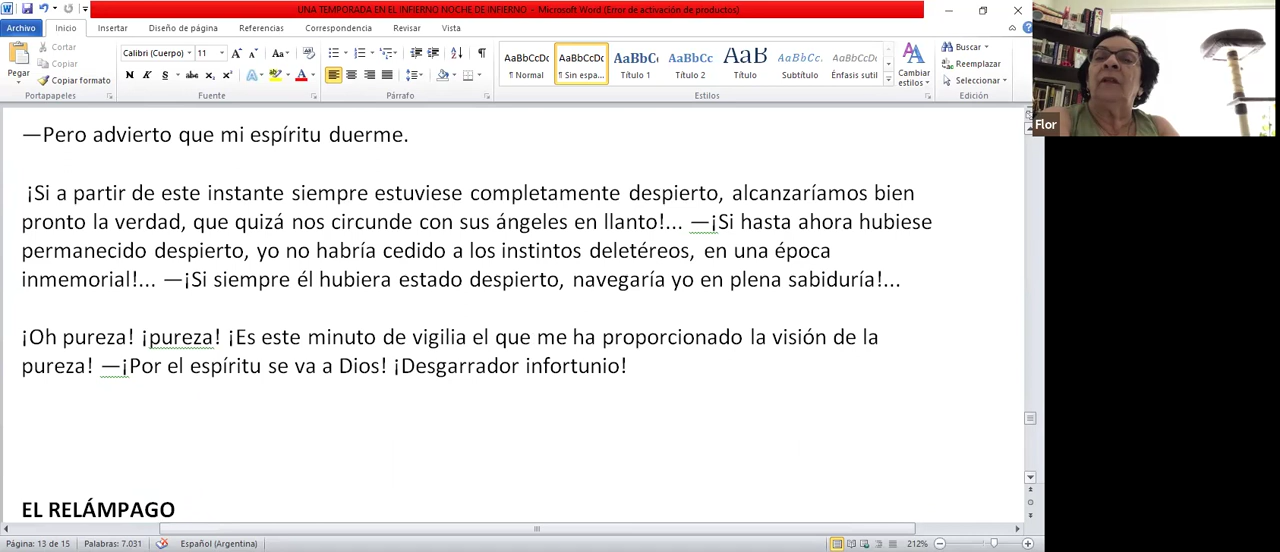 UNA TEMPORADA EN EL INFIERNO NOCHE DE INFIERNO - Microsoft Word (Error de activación de productos)
Archivo Inicio Insertar Diseño de página Referencias Correspondencia Revisar Vista
Pegar
Cortar
Copiar
Copiar formato
Portapapeles
Calibri (Cuerpo) 11
Fuente
Párrafo
AaBbCcDc AaBbCcDc AaBbC AaBbCc AaB AaBbCc. AaBbCcDc
¶ Normal ¶ Sin espa... Título 1 Título 2 Título Subtítulo Énfasis sutil
Estilos
Cambiar estilos
Buscar
Reemplazar
Seleccionar
Edición
Flor
—Pero advierto que mi espíritu duerme.
¡Si a partir de este instante siempre estuviese completamente despierto, alcanzaríamos bien
pronto la verdad, que quizá nos circunde con sus ángeles en llanto!... —¡Si hasta ahora hubiese
permanecido despierto, yo no habría cedido a los instintos deletéreos, en una época
inmemorial!... —¡Si siempre él hubiera estado despierto, navegaría yo en plena sabiduría!...
¡Oh pureza! ¡pureza! ¡Es este minuto de vigilia el que me ha proporcionado la visión de la
pureza! —¡Por el espíritu se va a Dios! ¡Desgarrador infortunio!
EL RELÁMPAGO
Página: 13 de 15 Palabras: 7.031 Español (Argentina) 212%